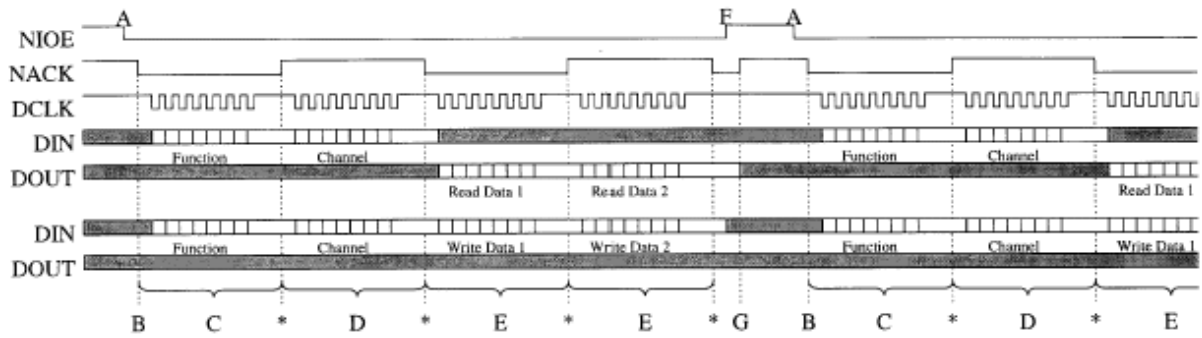 A F A
NIOE
NACK
DCLK
DIN
Function Channel Function Channel
DOUT
Read Data 1 Read Data 2 Read Data 1
DIN
Function Channel Write Data 1 Write Data 2 Function Channel Write Data 1
DOUT
B C * D * E * E * G B C * D * E